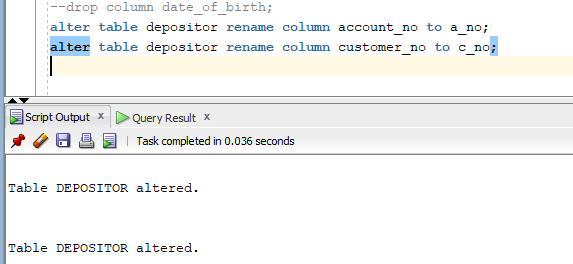 --drop column date_of_birth;
alter table depositor rename column account_no to a_no;
alter table depositor rename column customer_no to c_no;
Script Output x Query Result x
Task completed in 0.036 seconds
Table DEPOSITOR altered.
Table DEPOSITOR altered.